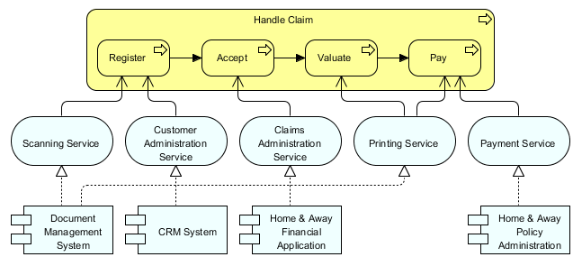 Handle Claim
Register
Accept
Valuate
Pay
Scanning Service
Customer
Administration
Service
Claims
Administration
Service
Printing Service
Payment Service
Document
Management
System
CRM System
Home & Away
Financial
Application
Home & Away
Policy
Administration